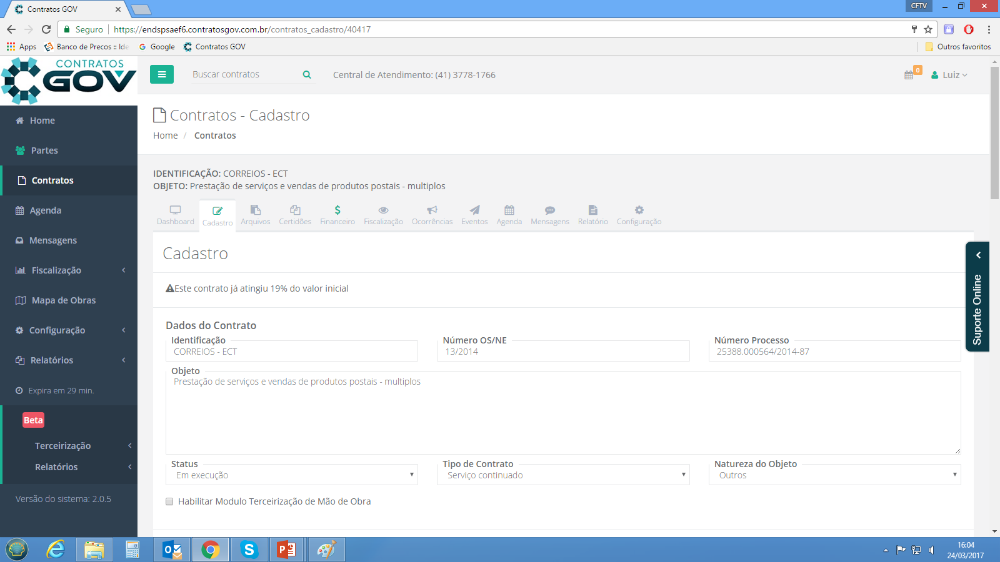 Contratos GOV
CFTV
Seguro
https://endspsaef6.contratosgov.com.br/contratos_cadastro/40417
Apps
Banco de Precos :: Ide
Google
Contratos GOV
Outros favoritos
CONTRATOS
GOV
Buscar contratos
Central de Atendimento: (41) 3778-1766
0
Luiz
Home
Partes
Contratos
Agenda
Mensagens
Fiscalização
Mapa de Obras
Configuração
Relatórios
Expira em 29 min.
Beta
Terceirização
Relatórios
Versão do sistema: 2.0.5
Contratos - Cadastro
Home / Contratos
IDENTIFICAÇÃO: CORREIOS - ECT
OBJETO: Prestação de serviços e vendas de produtos postais - multiplos
Dashboard
Cadastro
Arquivos
Certidões
Financeiro
Fiscalização
Ocorrências
Eventos
Agenda
Mensagens
Relatório
Configuração
Cadastro
Este contrato já atingiu 19% do valor inicial
Dados do Contrato
Identificação
CORREIOS - ECT
Número OS/NE
13/2014
Número Processo
25388.000564/2014-87
Objeto
Prestação de serviços e vendas de produtos postais - multiplos
Status
Em execução
Tipo de Contrato
Serviço continuado
Natureza do Objeto
Outros
Habilitar Modulo Terceirização de Mão de Obra
Suporte Online
16:04
24/03/2017